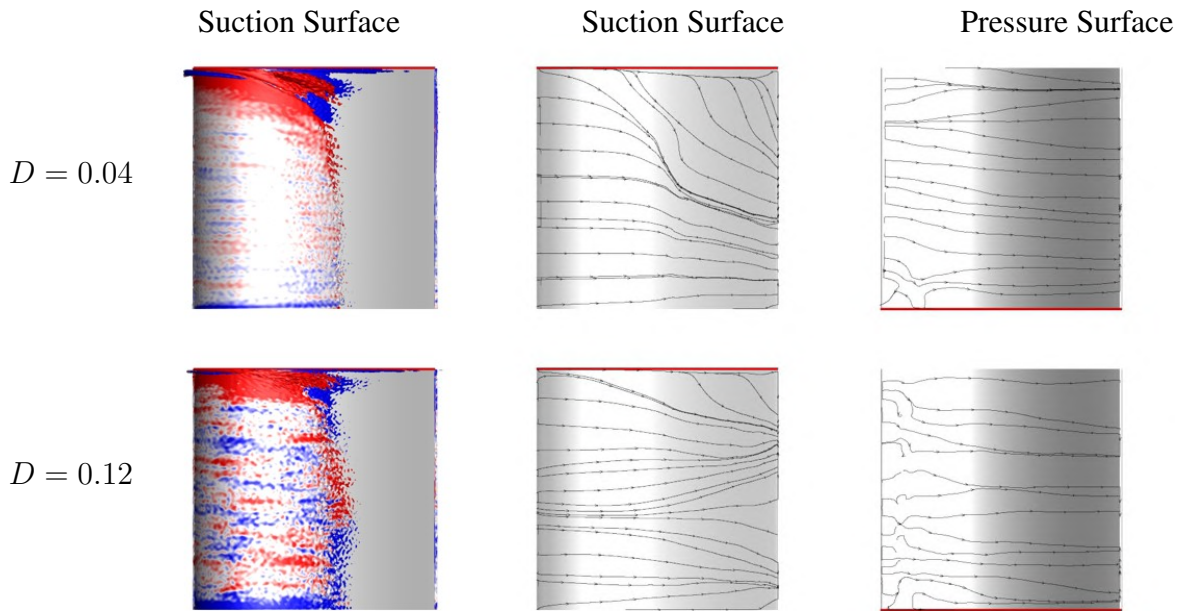 Suction Surface Suction Surface Pressure Surface
D = 0.04
D = 0.12